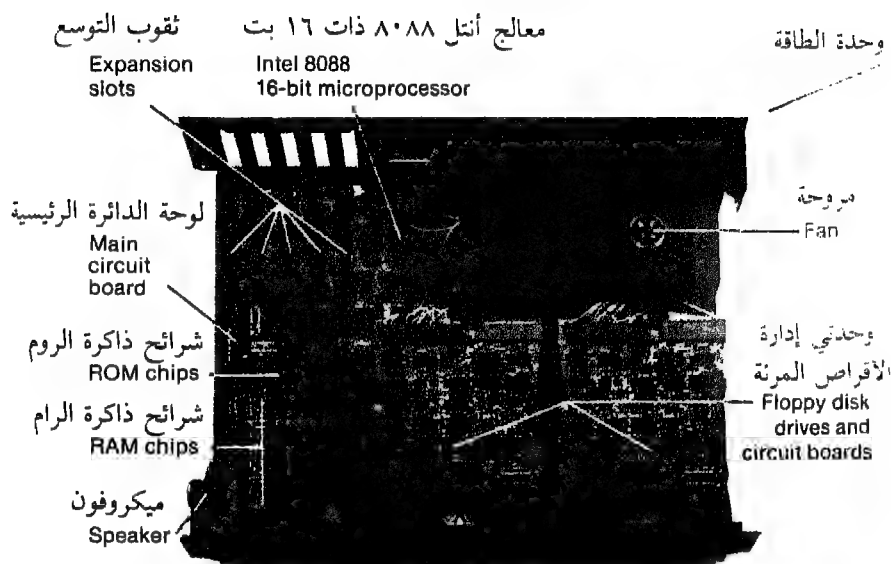 ثقوب التوسع
Expansion
slots
معالج أنتل ٨٠٨٨ ذات ١٦ بت
Intel 8088
16-bit microprocessor
وحدة الطاقة
لوحة الدائرة الرئيسية
Main
circuit
board
مروحة
Fan
شرائح ذاكرة الروم
ROM chips
وحدتي إدارة
الأقراص المرنة
Floppy disk
drives and
circuit boards
شرائح ذاكرة الرام
RAM chips
ميكروفون
Speaker